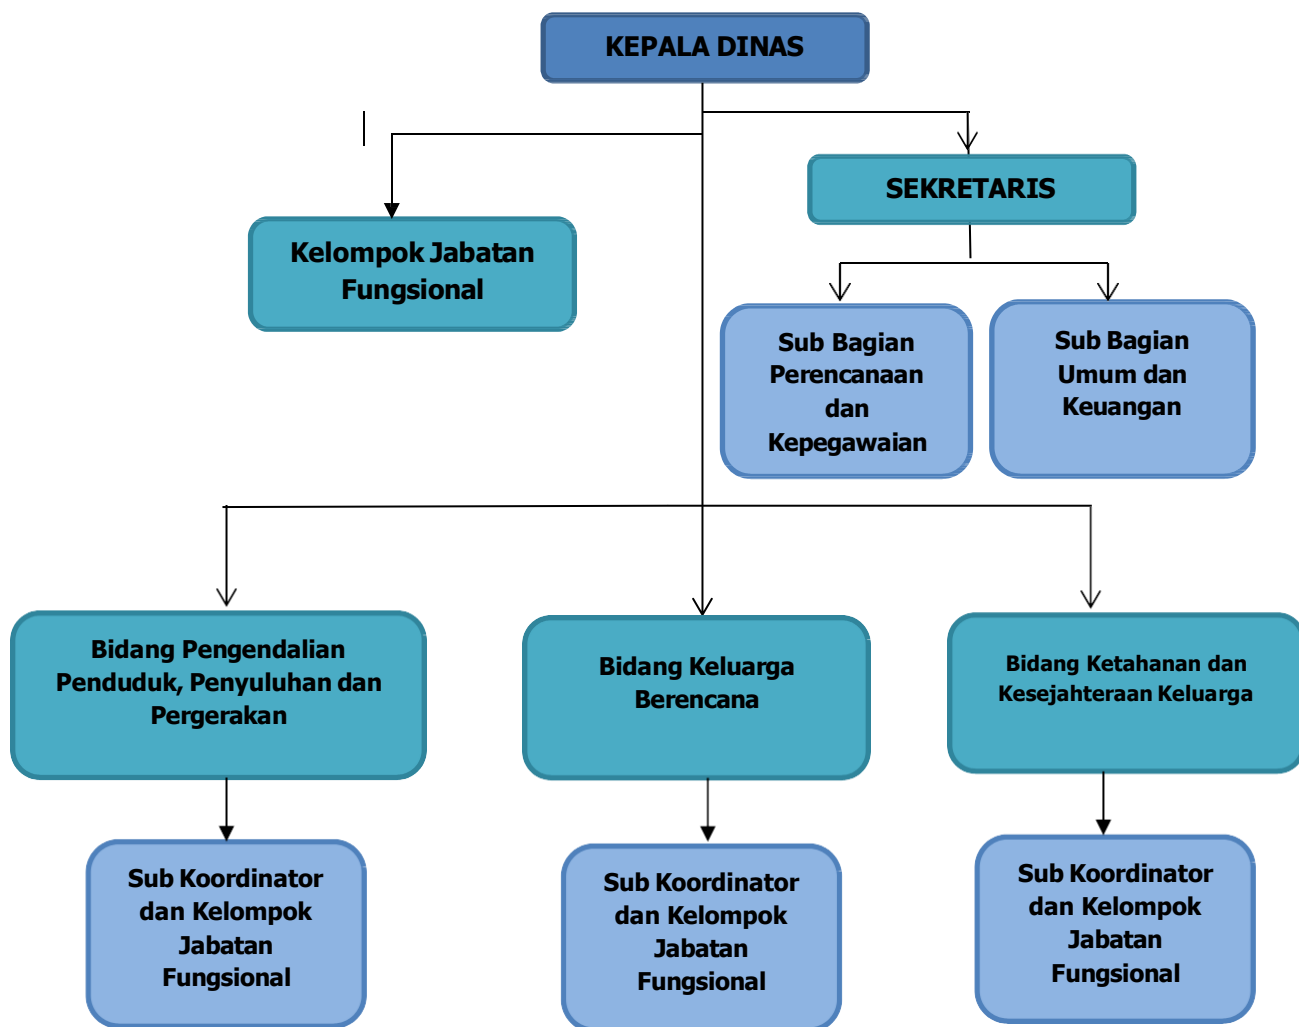 KEPALA DINAS
SEKRETARIS
Kelompok Jabatan
Fungsional
Sub Bagian
Perencanaan
dan
Kepegawaian
Sub Bagian
Umum dan
Keuangan
Bidang Pengendalian
Penduduk, Penyuluhan dan
Pergerakan
Bidang Keluarga
Berencana
Bidang Ketahanan dan
Kesejahteraan Keluarga
Sub Koordinator
dan Kelompok
Jabatan
Fungsional
Sub Koordinator
dan Kelompok
Jabatan
Fungsional
Sub Koordinator
dan Kelompok
Jabatan
Fungsional